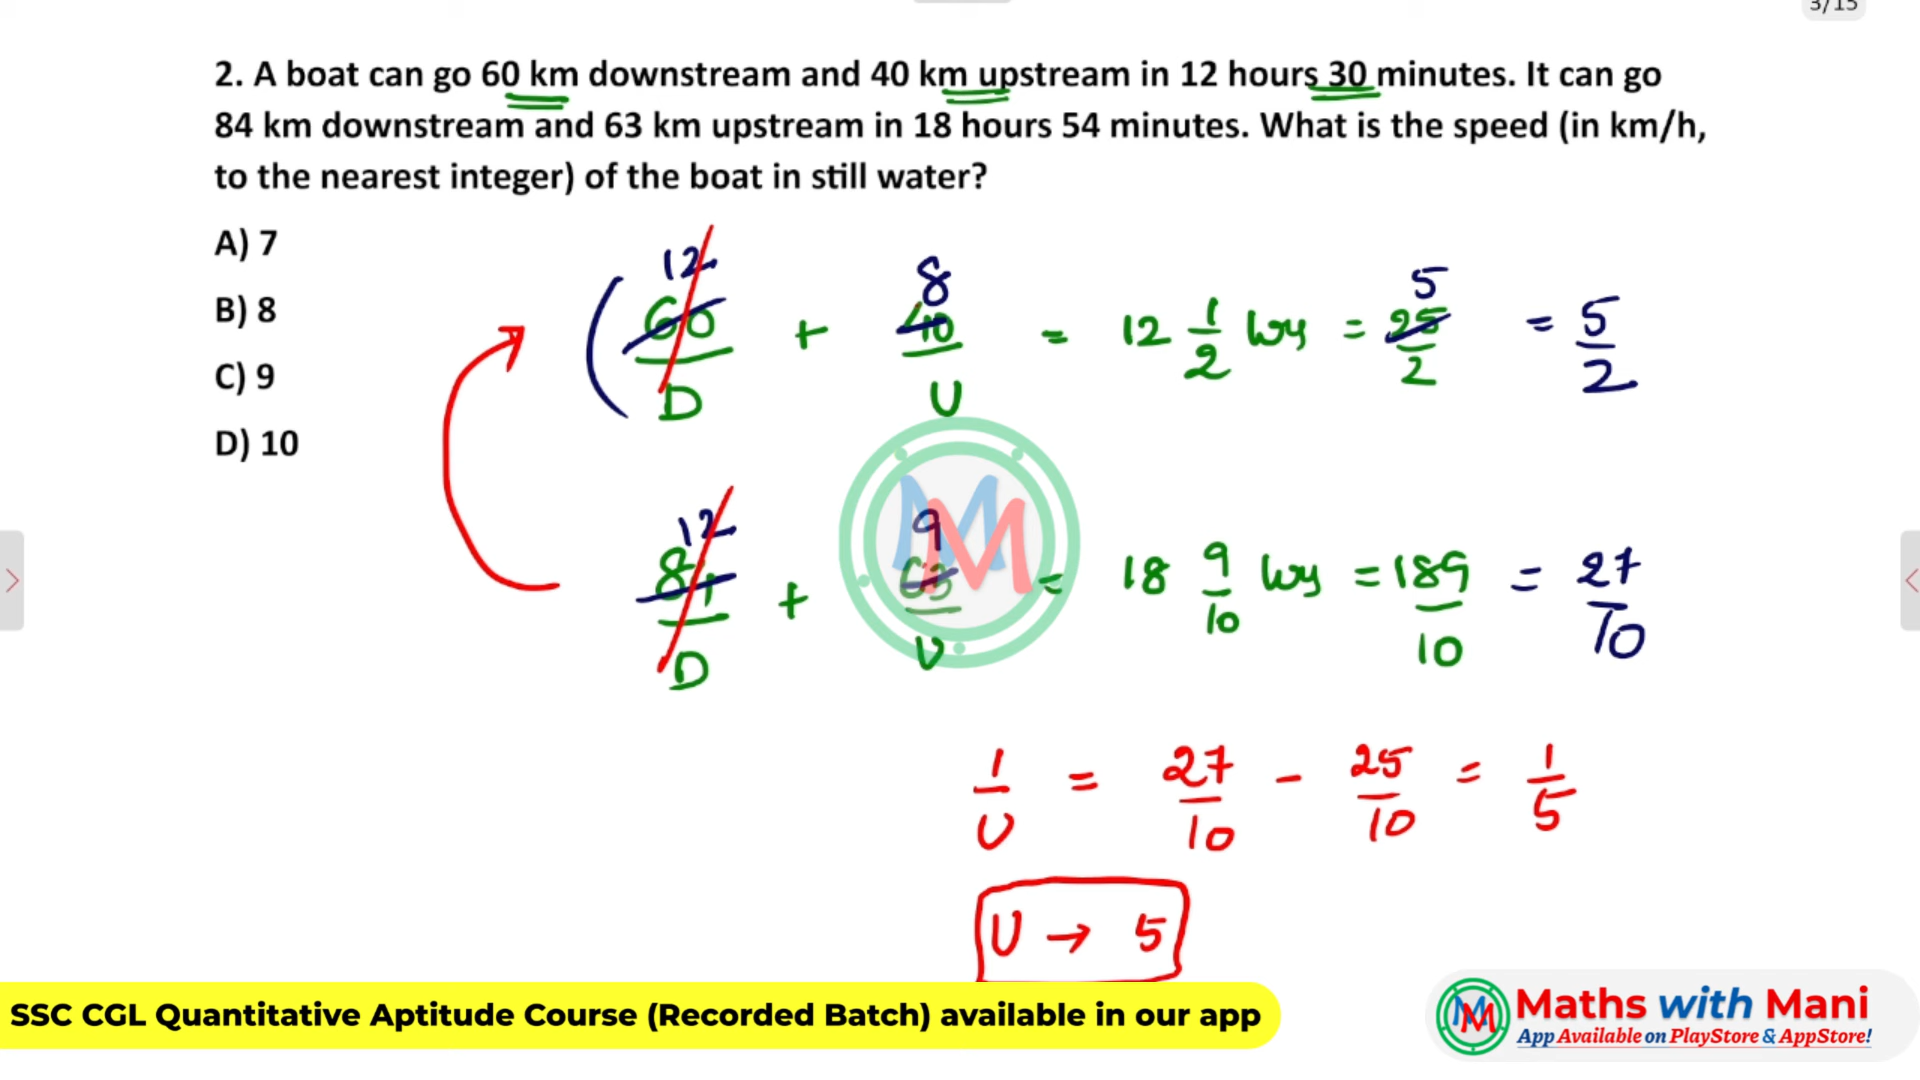 3/15
2. A boat can go 60 km downstream and 40 km upstream in 12 hours 30 minutes. It can go
84 km downstream and 63 km upstream in 18 hours 54 minutes. What is the speed (in km/h,
to the nearest integer) of the boat in still water?
A) 7
B) 8
C) 9
D) 10
12 8 5
( 60/D + 40/U = 12 1/2 hrs = 25/2 = 5/2
12 9
84/D + 63/U = 18 9/10 hrs = 189/10 = 27/10
MM
1/U = 27/10 - 25/10 = 1/5
U → 5
SSC CGL Quantitative Aptitude Course (Recorded Batch) available in our app
MM Maths with Mani
App Available on PlayStore & AppStore!